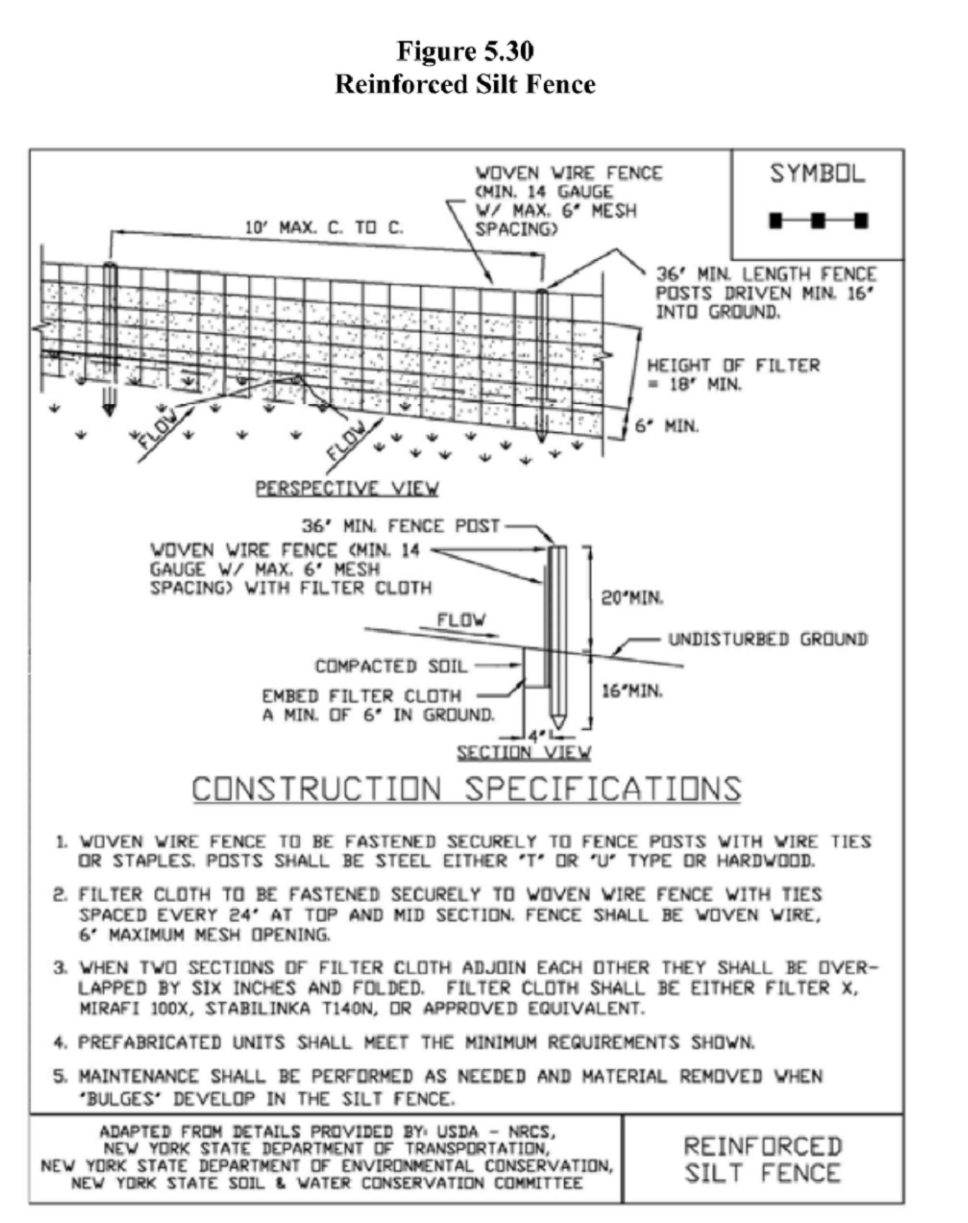 Figure 5.30
Reinforced Silt Fence
WOVEN WIRE FENCE
(MIN. 14 GAUGE
W/ MAX. 6" MESH
SPACING)
SYMBOL
10' MAX. C. TO C.
36" MIN. LENGTH FENCE
POSTS DRIVEN MIN. 16"
INTO GROUND.
HEIGHT OF FILTER
= 18" MIN.
6" MIN.
FLOW
FLOW
PERSPECTIVE VIEW
36" MIN. FENCE POST
WOVEN WIRE FENCE (MIN. 14
GAUGE W/ MAX. 6" MESH
SPACING) WITH FILTER CLOTH
20"MIN.
FLOW
UNDISTURBED GROUND
COMPACTED SOIL
EMBED FILTER CLOTH
A MIN. OF 6" IN GROUND.
16"MIN.
4"
SECTION VIEW
CONSTRUCTION SPECIFICATIONS
1. WOVEN WIRE FENCE TO BE FASTENED SECURELY TO FENCE POSTS WITH WIRE TIES
OR STAPLES. POSTS SHALL BE STEEL EITHER "T" OR "U" TYPE OR HARDWOOD.
2. FILTER CLOTH TO BE FASTENED SECURELY TO WOVEN WIRE FENCE WITH TIES
SPACED EVERY 24" AT TOP AND MID SECTION. FENCE SHALL BE WOVEN WIRE,
6" MAXIMUM MESH OPENING.
3. WHEN TWO SECTIONS OF FILTER CLOTH ADJOIN EACH OTHER THEY SHALL BE OVER-
LAPPED BY SIX INCHES AND FOLDED. FILTER CLOTH SHALL BE EITHER FILTER X,
MIRAFI 100X, STABILINKA T140N, OR APPROVED EQUIVALENT.
4. PREFABRICATED UNITS SHALL MEET THE MINIMUM REQUIREMENTS SHOWN.
5. MAINTENANCE SHALL BE PERFORMED AS NEEDED AND MATERIAL REMOVED WHEN
"BULGES" DEVELOP IN THE SILT FENCE.
ADAPTED FROM DETAILS PROVIDED BY: USDA - NRCS,
NEW YORK STATE DEPARTMENT OF TRANSPORTATION,
NEW YORK STATE DEPARTMENT OF ENVIRONMENTAL CONSERVATION,
NEW YORK STATE SOIL & WATER CONSERVATION COMMITTEE
REINFORCED
SILT FENCE